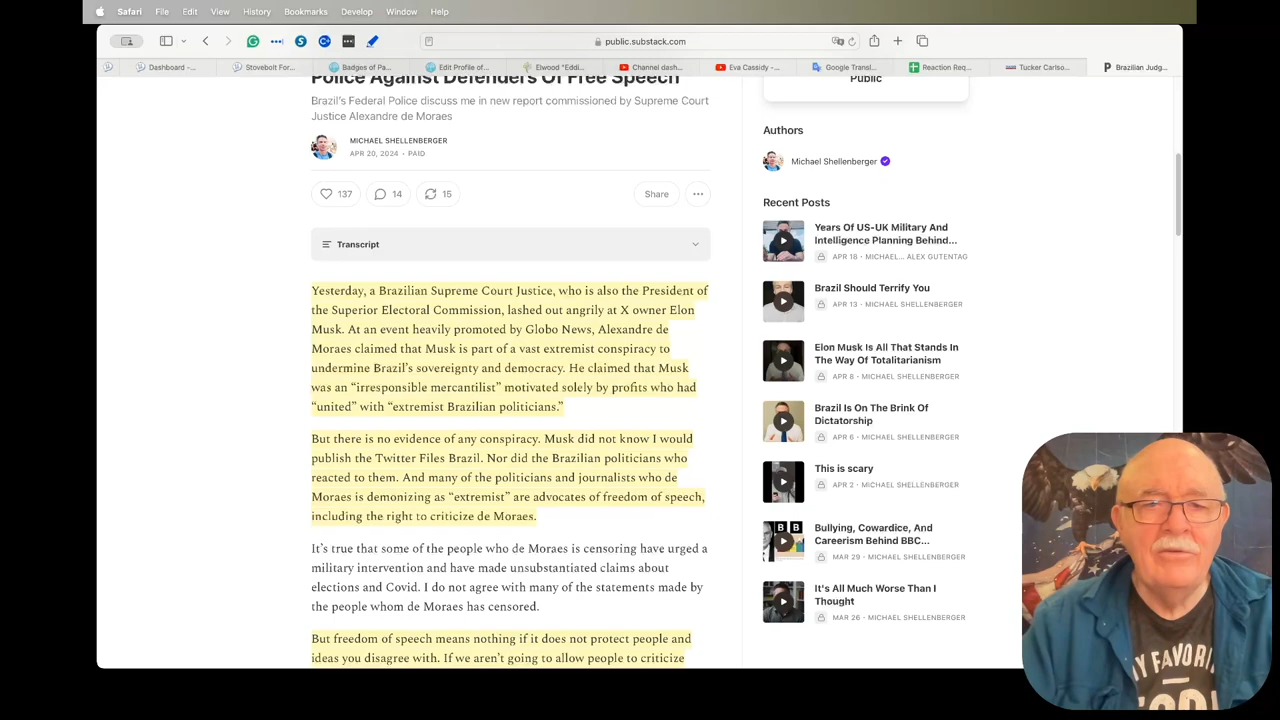 Safari File Edit View History Bookmarks Develop Window Help
public.substack.com
Dashboard -...
Stovebolt For...
Badges of Pa...
Edit Profile of...
Elwood "Eddi...
Channel dash...
Eva Cassidy -...
Google Transl...
Reaction Req...
Tucker Carlso...
Brazilian Judg...
Police Against Defenders Of Free Speech
Brazil's Federal Police discuss me in new report commissioned by Supreme Court
Justice Alexandre de Moraes
MICHAEL SHELLENBERGER
APR 20, 2024 • PAID
137
14
15
Share
Transcript
Yesterday, a Brazilian Supreme Court Justice, who is also the President of
the Superior Electoral Commission, lashed out angrily at X owner Elon
Musk. At an event heavily promoted by Globo News, Alexandre de
Moraes claimed that Musk is part of a vast extremist conspiracy to
undermine Brazil's sovereignty and democracy. He claimed that Musk
was an “irresponsible mercantilist” motivated solely by profits who had
“united” with “extremist Brazilian politicians.”
But there is no evidence of any conspiracy. Musk did not know I would
publish the Twitter Files Brazil. Nor did the Brazilian politicians who
reacted to them. And many of the politicians and journalists who de
Moraes is demonizing as “extremist” are advocates of freedom of speech,
including the right to criticize de Moraes.
It’s true that some of the people who de Moraes is censoring have urged a
military intervention and have made unsubstantiated claims about
elections and Covid. I do not agree with many of the statements made by
the people whom de Moraes has censored.
But freedom of speech means nothing if it does not protect people and
ideas you disagree with. If we aren’t going to allow people to criticize
Public
Authors
Michael Shellenberger
Recent Posts
Years Of US-UK Military And
Intelligence Planning Behind...
APR 18 • MICHAEL... ALEX GUTENTAG
Brazil Should Terrify You
APR 13 • MICHAEL SHELLENBERGER
Elon Musk Is All That Stands In
The Way Of Totalitarianism
APR 8 • MICHAEL SHELLENBERGER
Brazil Is On The Brink Of
Dictatorship
APR 6 • MICHAEL SHELLENBERGER
This is scary
APR 2 • MICHAEL SHELLENBERGER
Bullying, Cowardice, And
Careerism Behind BBC...
MAR 29 • MICHAEL SHELLENBERGER
It's All Much Worse Than I
Thought
MAR 26 • MICHAEL SHELLENBERGER
MY FAVORI